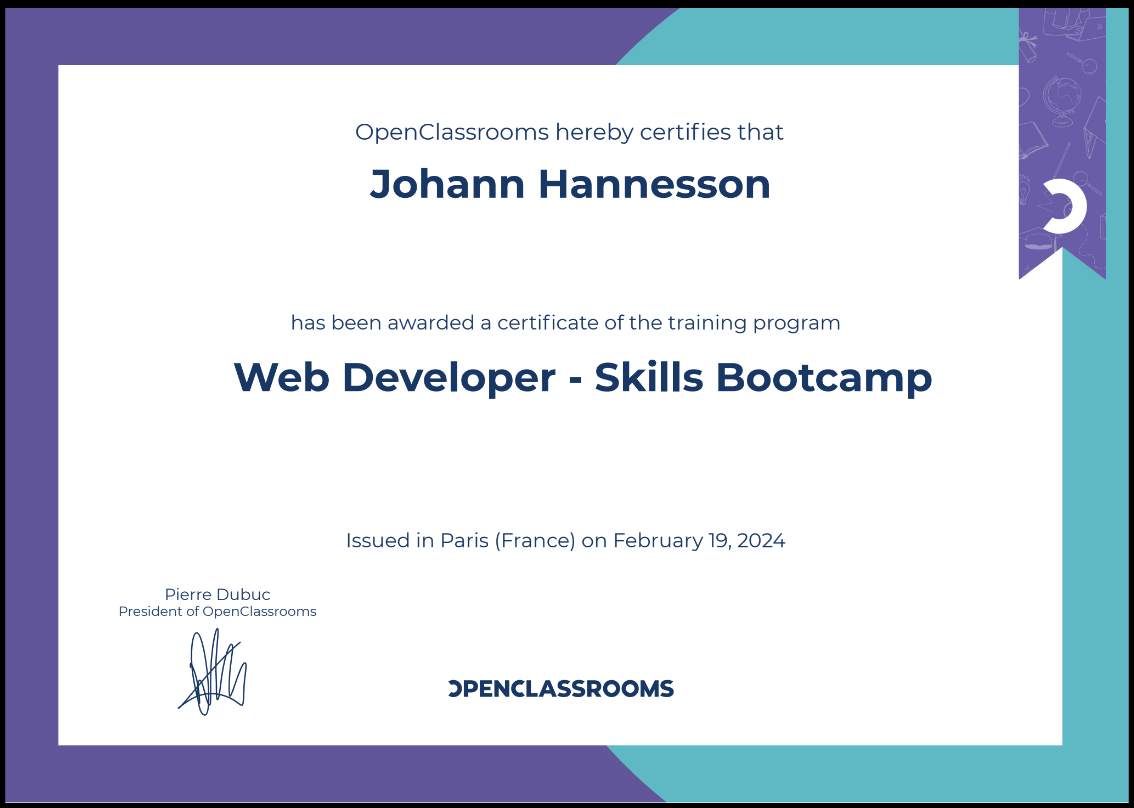 OpenClassrooms hereby certifies that
Johann Hannesson
has been awarded a certificate of the training program
Web Developer - Skills Bootcamp
Issued in Paris (France) on February 19, 2024
Pierre Dubuc
President of OpenClassrooms
OPENCLASSROOMS